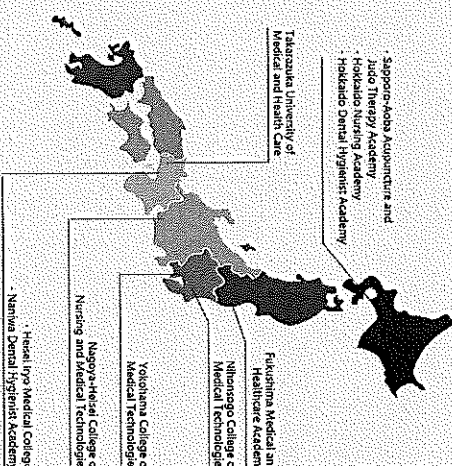 · Sapporo-Aoba Acupuncture and
Judo Therapy Academy
· Hokkaido Nursing Academy
· Hokkaido Dental Hygienist Academy
Takarazuka University of
Medical and Health Care
Fukushima Medical an
Healthcare Academ
Nihonsogo College o
Medical Technologie
Yokohama College o
Medical Technologie
Nagoya-Heisei College o
Nursing and Medical Technologie
· Heisei Iryo Medical College
· Naniwa Dental Hygienist Academy